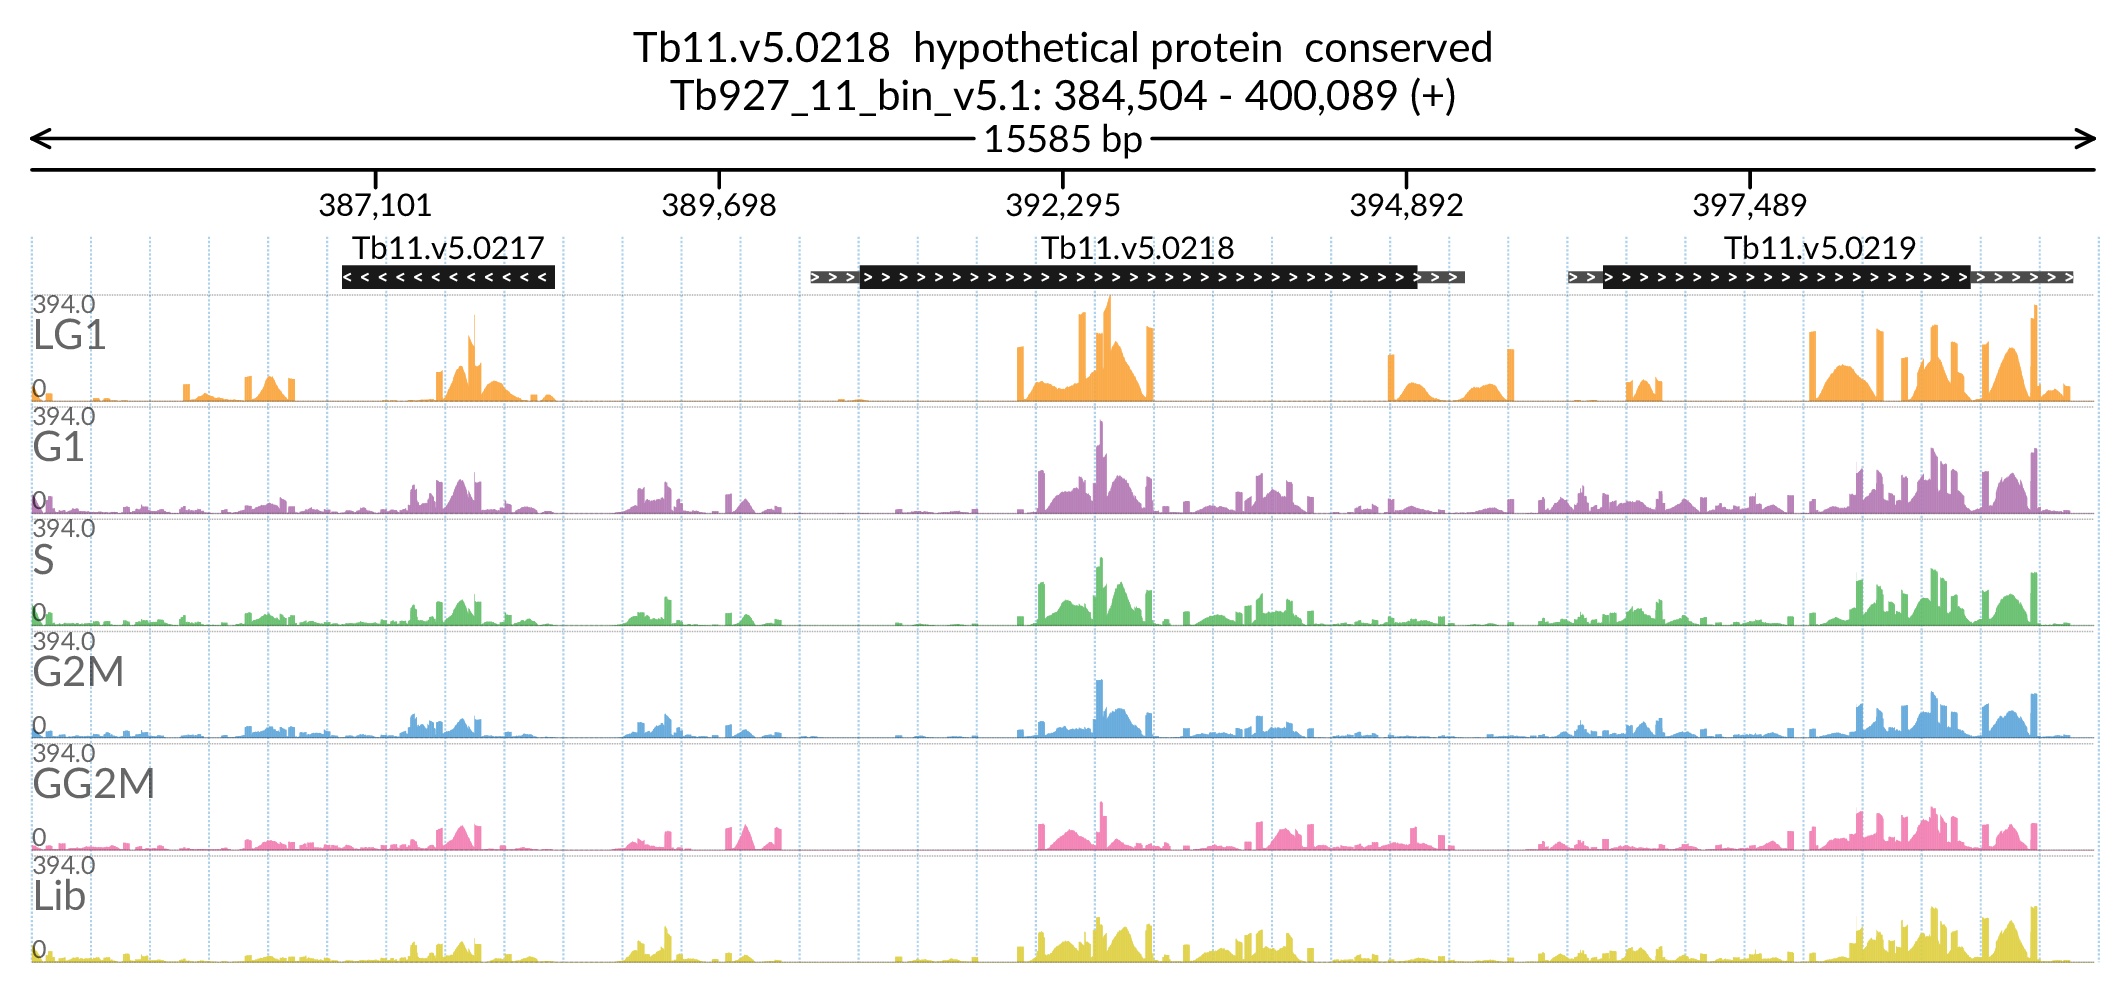 Tb11.v5.0218 hypothetical protein conserved
Tb927_11_bin_v5.1: 384,504 - 400,089 (+)
15585 bp
387,101 389,698 392,295 394,892 397,489
Tb11.v5.0217 Tb11.v5.0218 Tb11.v5.0219
394.0
LG1
0
394.0
G1
0
394.0
S
0
394.0
G2M
0
394.0
GG2M
0
394.0
Lib
0